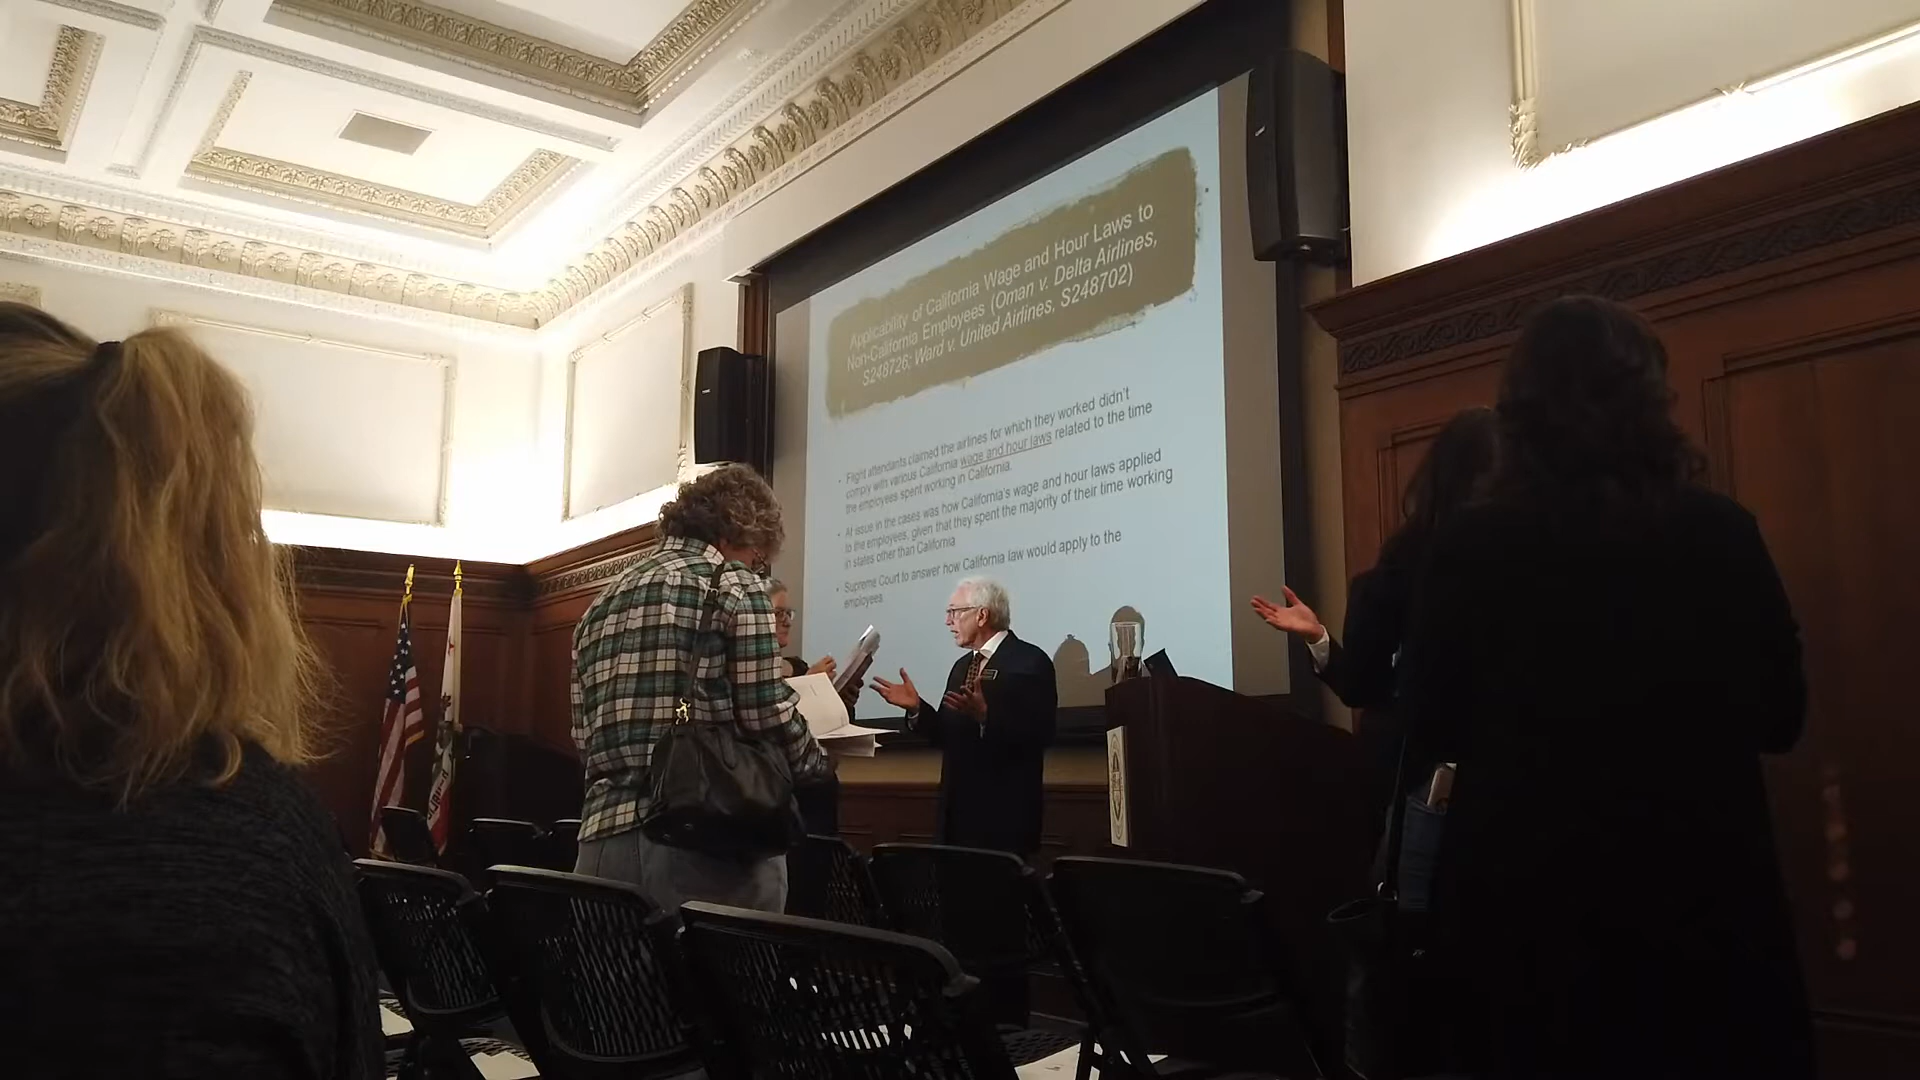 Applicability of California Wage and Hour Laws to
Non-California Employees (Oman v. Delta Airlines,
S248726; Ward v. United Airlines, S248702)
• Flight attendants claimed the airlines for which they worked didn't
comply with various California wage and hour laws related to the time
the employees spent working in California.
• At issue in the cases was how California's wage and hour laws applied
to the employees, given that they spent the majority of their time working
in states other than California
• Supreme Court to answer how California law would apply to the
employees